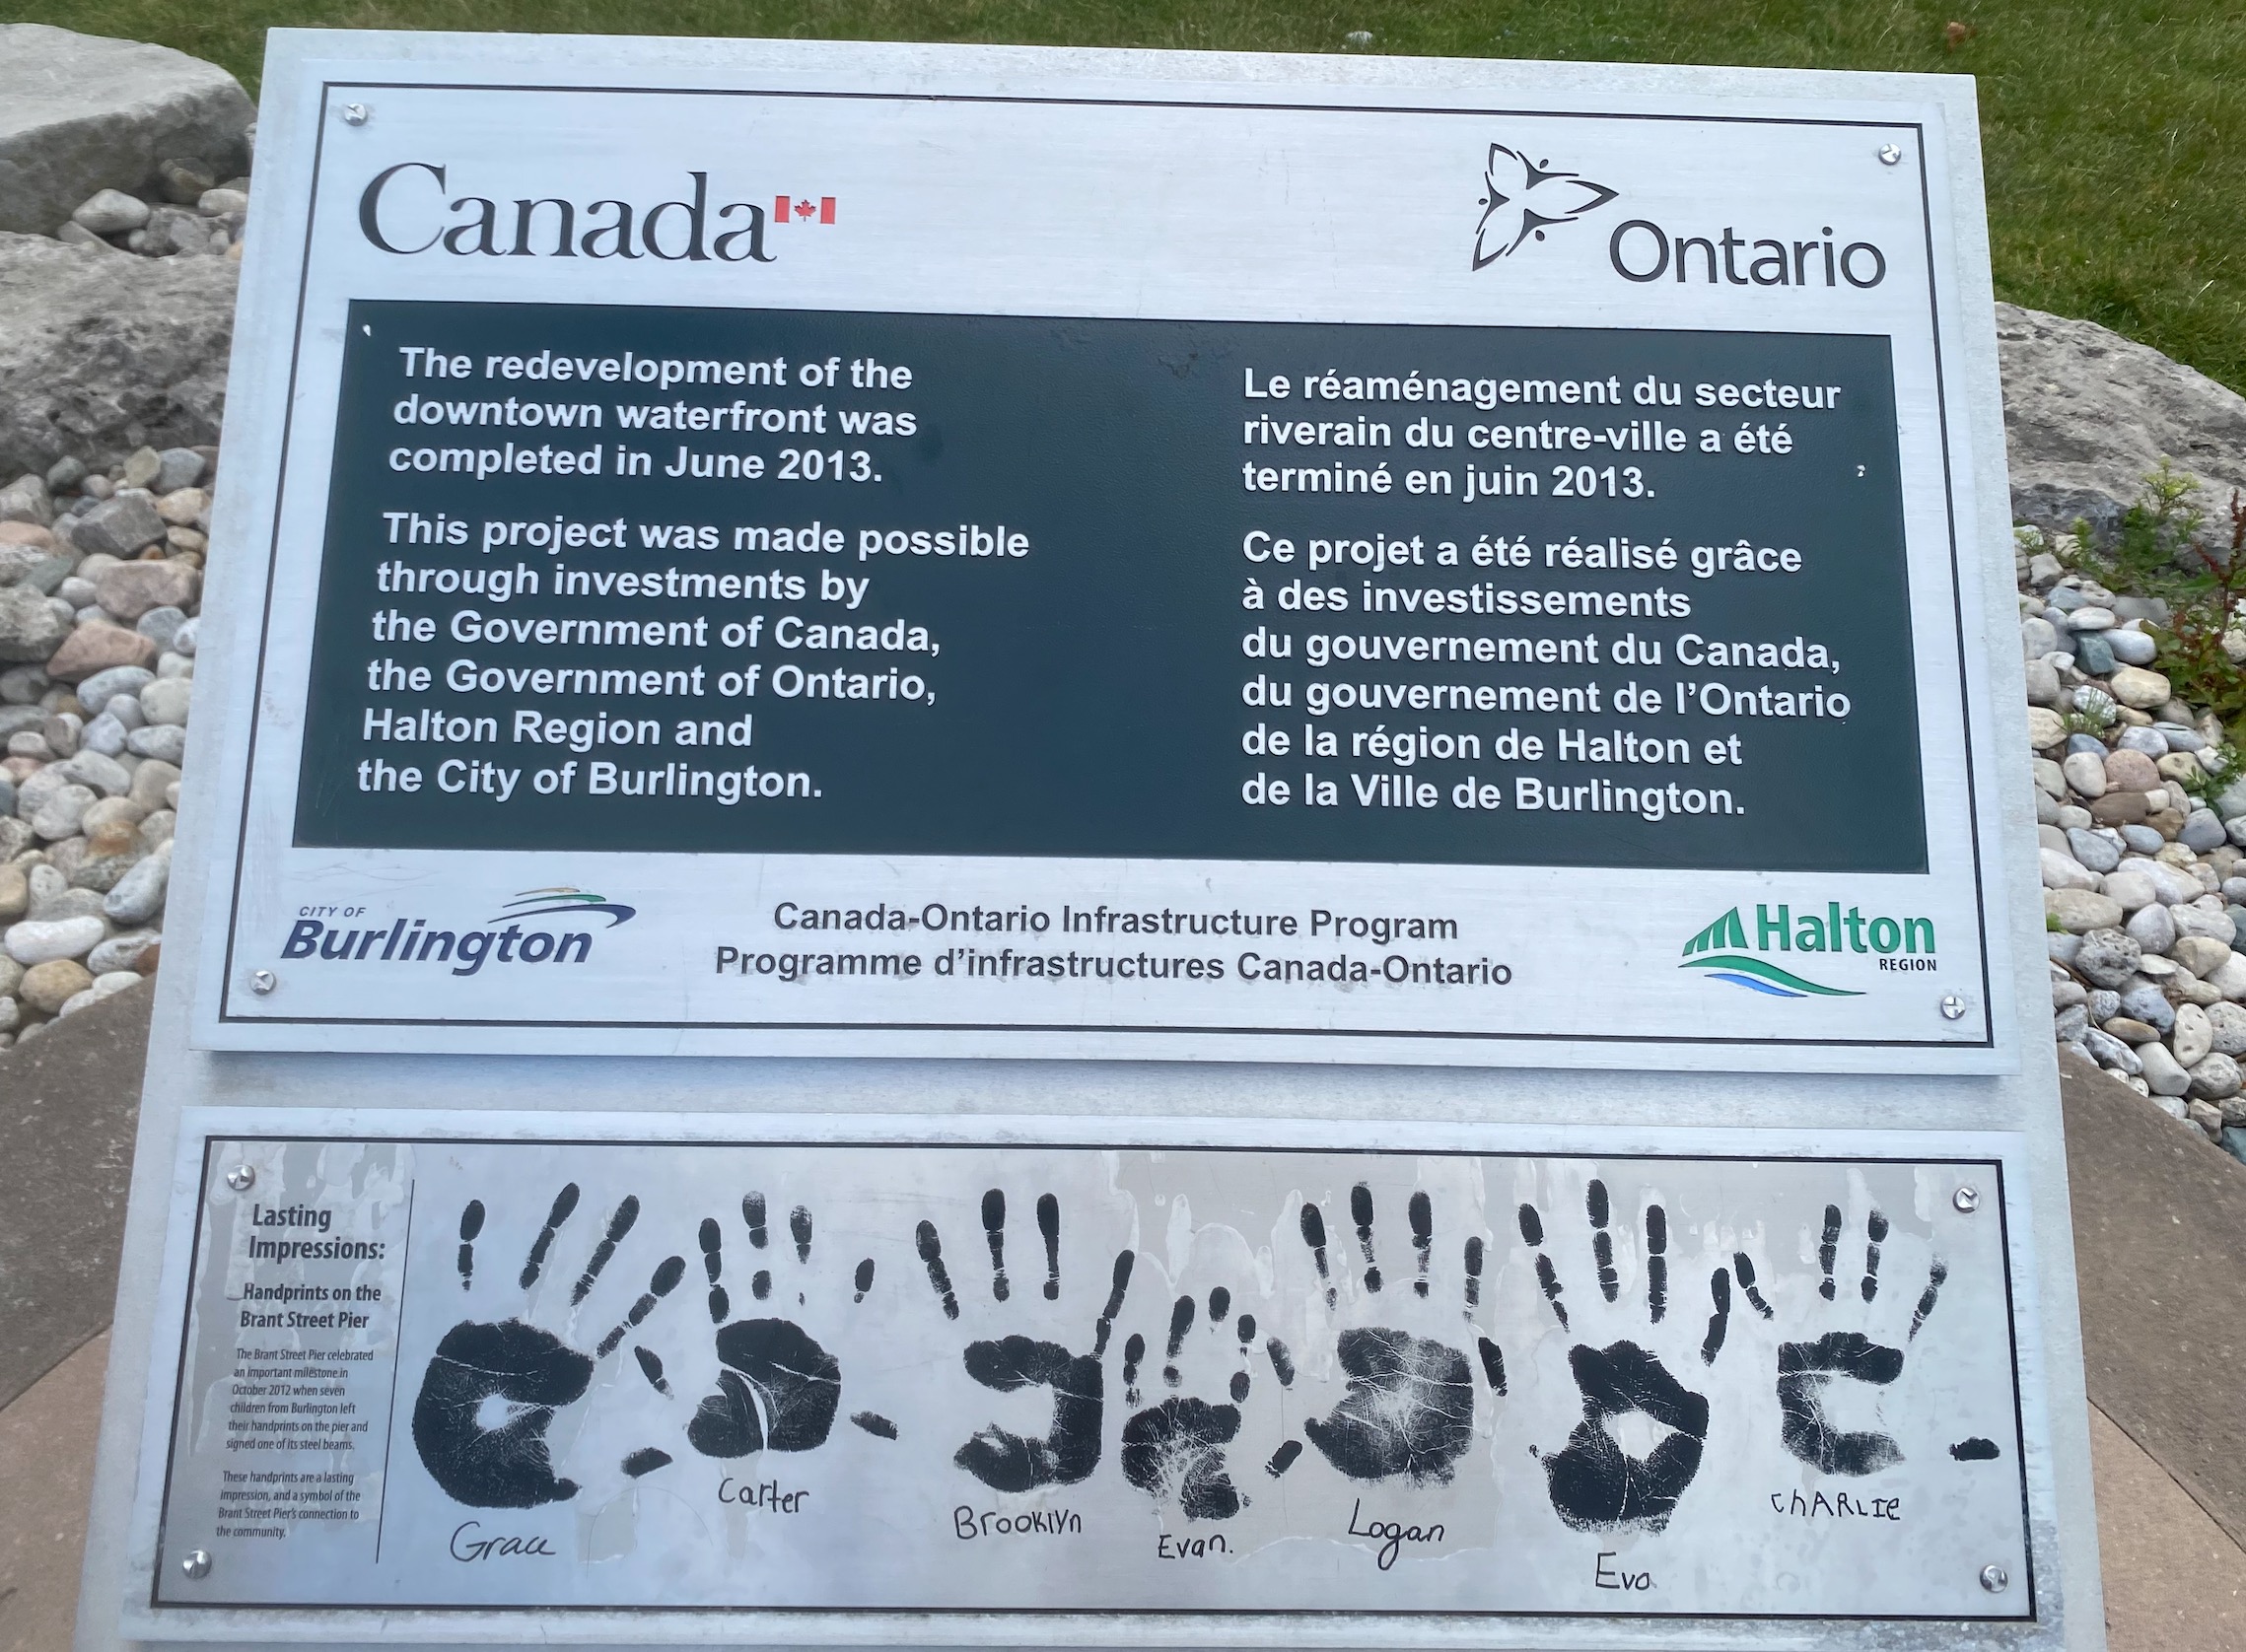 Canada
Ontario
The redevelopment of the
downtown waterfront was
completed in June 2013.
This project was made possible
through investments by
the Government of Canada,
the Government of Ontario,
Halton Region and
the City of Burlington.
Le réaménagement du secteur
riverain du centre-ville a été
terminé en juin 2013.
Ce projet a été réalisé grâce
à des investissements
du gouvernement du Canada,
du gouvernement de l'Ontario
de la région de Halton et
de la Ville de Burlington.
CITY OF
Burlington
Canada-Ontario Infrastructure Program
Programme d'infrastructures Canada-Ontario
Halton
REGION
Lasting
Impressions:
Handprints on the
Brant Street Pier
The Brant Street Pier celebrated
an important milestone in
October 2012 when seven
children from Burlington left
their handprints on the pier and
signed one of its steel beams.
These handprints are a lasting
impression, and a symbol of the
Brant Street Pier's connection to
the community.
Grace
Carter
Brooklyn
Evan.
Logan
Eva
CHARLIE